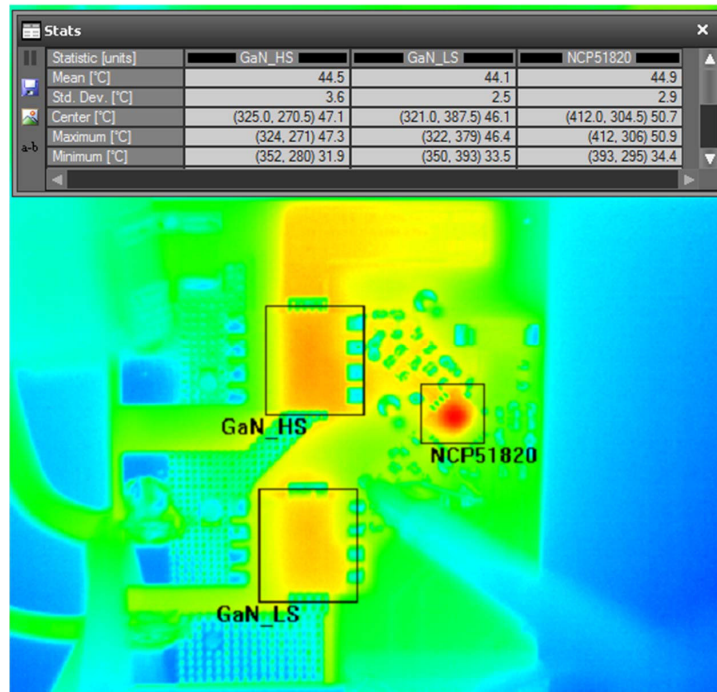 Stats
Statistic [units] GaN_HS GaN_LS NCP51820
Mean [°C] 44.5 44.1 44.9
Std. Dev. [°C] 3.6 2.5 2.9
Center [°C] (325.0, 270.5) 47.1 (321.0, 387.5) 46.1 (412.0, 304.5) 50.7
Maximum [°C] (324, 271) 47.3 (322, 379) 46.4 (412, 306) 50.9
Minimum [°C] (352, 280) 31.9 (350, 393) 33.5 (393, 295) 34.4
a-b
GaN_HS
NCP51820
GaN_LS